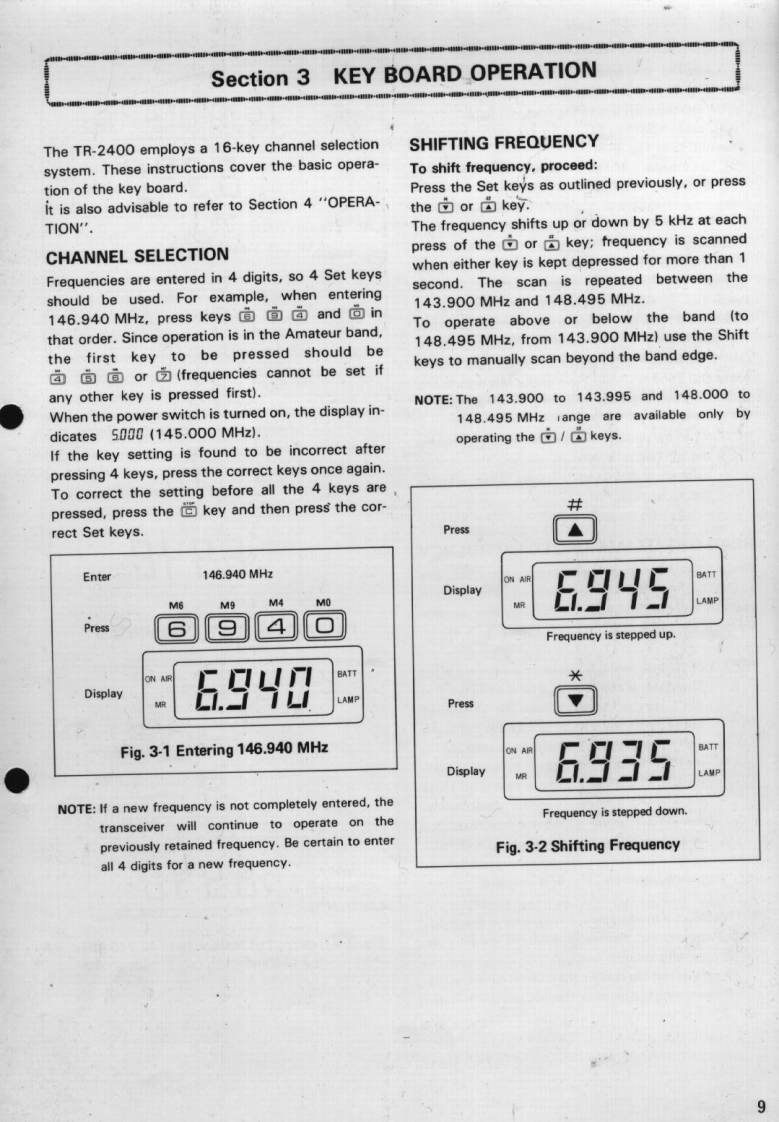 Section 3 KEY BOARD OPERATION
The TR-2400 employs a 16-key channel selection
system. These instructions cover the basic opera-
tion of the key board.
it is also advisable to refer to Section 4 "OPERA-
TION".
CHANNEL SELECTION
Frequencies are entered in 4 digits, so 4 Set keys
should be used. For example, when entering
146.940 MHz, press keys 6 9 4 and 0 in
that order. Since operation is in the Amateur band,
the first key to be pressed should be
4 5 6 or 7 (frequencies cannot be set if
any other key is pressed first).
When the power switch is turned on, the display in-
dicates 5.000 (145.000 MHz).
If the key setting is found to be incorrect after
pressing 4 keys, press the correct keys once again.
To correct the setting before all the 4 keys are
pressed, press the STOP C key and then press the cor-
rect Set keys.
Enter 146.940 MHz
M6 M9 M4 M0
Press 6 9 4 0
Display
ON AIR
MR
6.940
BATT
LAMP
Fig. 3-1 Entering 146.940 MHz
NOTE: If a new frequency is not completely entered, the
transceiver will continue to operate on the
previously retained frequency. Be certain to enter
all 4 digits for a new frequency.
SHIFTING FREQUENCY
To shift frequency, proceed:
Press the Set keys as outlined previously, or press
the ▼ or ▲ key.
The frequency shifts up or down by 5 kHz at each
press of the ▼ or ▲ key; frequency is scanned
when either key is kept depressed for more than 1
second. The scan is repeated between the
143.900 MHz and 148.495 MHz.
To operate above or below the band (to
148.495 MHz, from 143.900 MHz) use the Shift
keys to manually scan beyond the band edge.
NOTE: The 143.900 to 143.995 and 148.000 to
148.495 MHz range are available only by
operating the ▼ / ▲ keys.
#
Press ▲
Display
ON AIR
MR
6.945
BATT
LAMP
Frequency is stepped up.
*
Press ▼
Display
ON AIR
MR
6.935
BATT
LAMP
Frequency is stepped down.
Fig. 3-2 Shifting Frequency
9